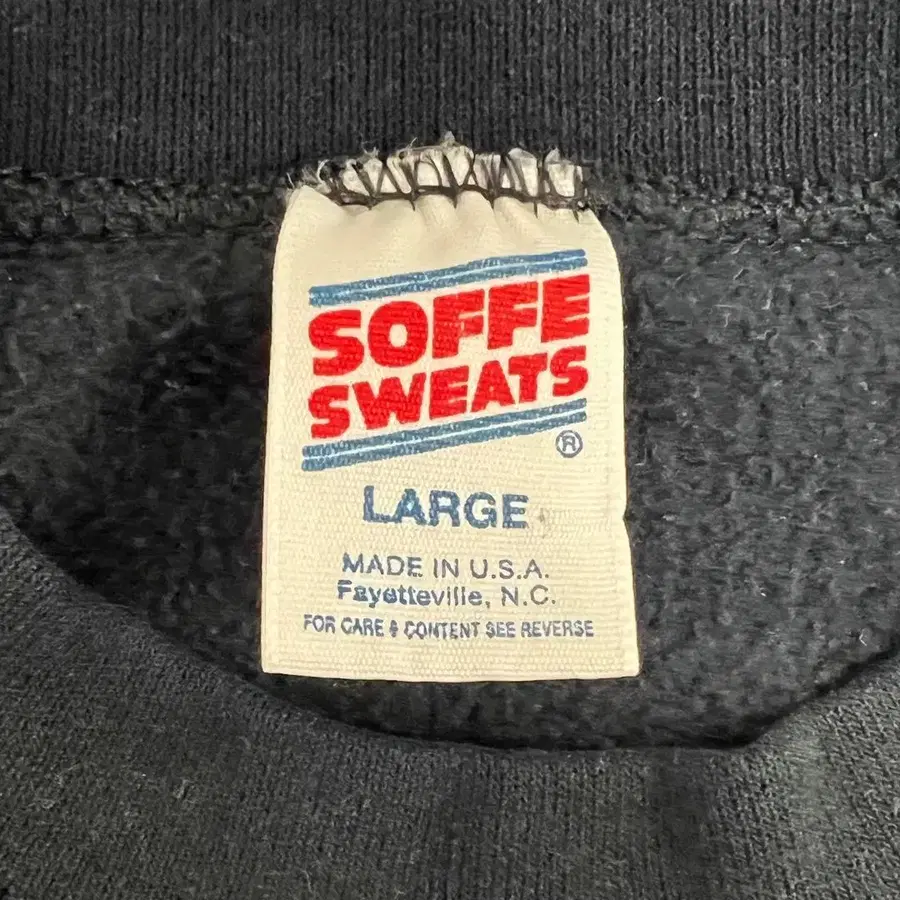 SOFFE
SWEATS
®
LARGE
MADE IN U.S.A.
Fayetteville, N.C.
FOR CARE & CONTENT SEE REVERSE